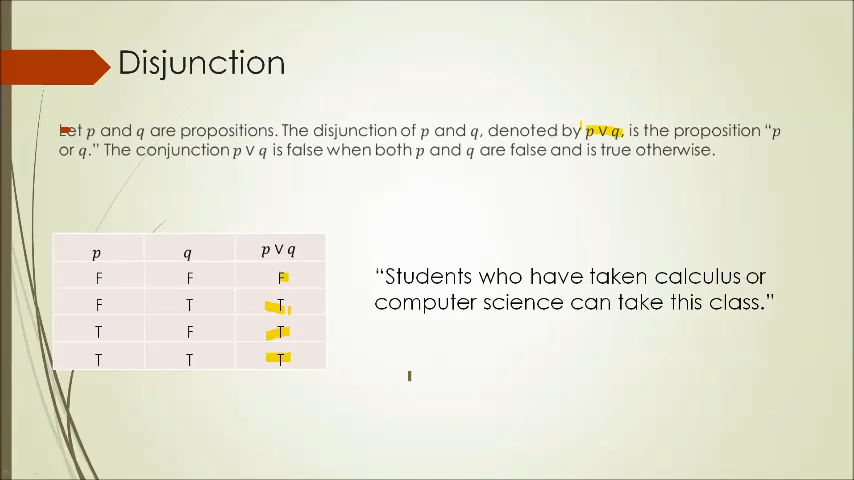 Disjunction
Let p and q are propositions. The disjunction of p and q, denoted by p ∨ q, is the proposition “p
or q.” The conjunction p ∨ q is false when both p and q are false and is true otherwise.
p q p ∨ q
F F F
F T T
T F T
T T T
“Students who have taken calculus or
computer science can take this class.”